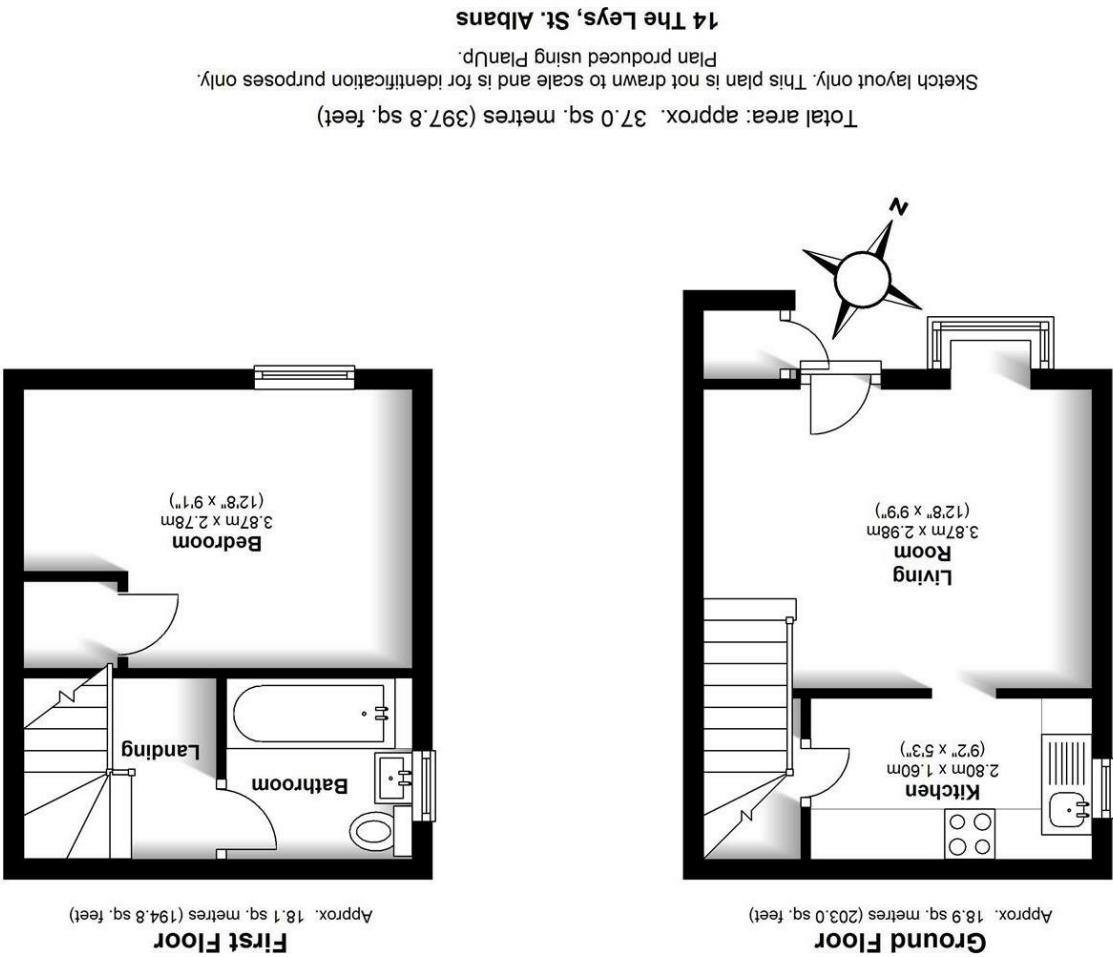 Ground Floor
Approx. 18.9 sq. metres (203.0 sq. feet)
Kitchen
2.80m x 1.60m
(9'2" x 5'3")
Living
Room
3.87m x 2.98m
(12'8" x 9'9")
N
First Floor
Approx. 18.1 sq. metres (194.8 sq. feet)
Bathroom
Landing
Bedroom
3.87m x 2.78m
(12'8" x 9'1")
Total area: approx. 37.0 sq. metres (397.8 sq. feet)
Sketch layout only. This plan is not drawn to scale and is for identification purposes only.
Plan produced using PlanUp.
14 The Leys, St. Albans